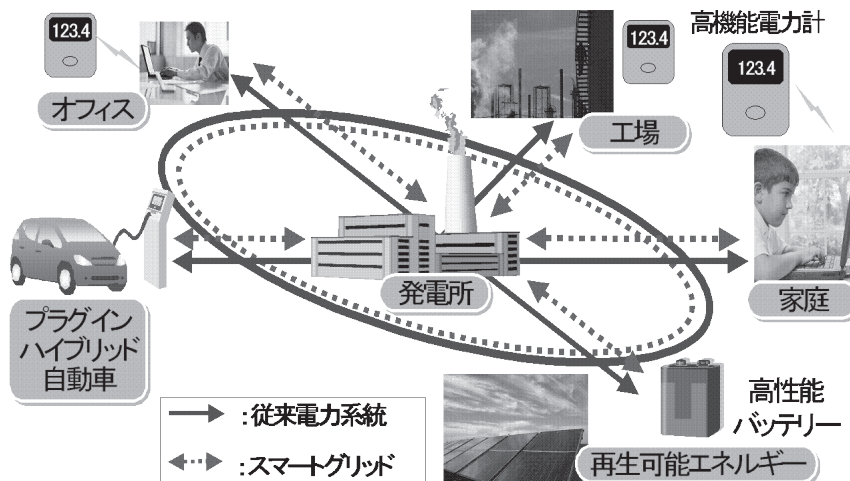 123.4
オフィス
123.4
高機能電力計
123.4
工場
発電所
家庭
プラグイン
ハイブリッド
自動車
高性能
バッテリー
再生可能エネルギー
:従来電力系統
:スマートグリッド